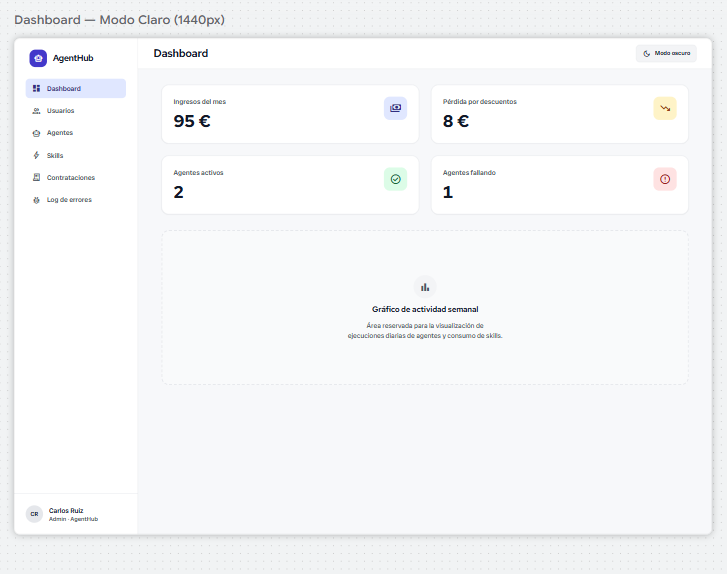 Dashboard — Modo Claro (1440px)
AgentHub
Dashboard
Usuarios
Agentes
Skills
Contrataciones
Log de errores
CR
Carlos Ruiz
Admin · AgentHub
Dashboard
Modo oscuro
Ingresos del mes
95 €
Pérdida por descuentos
8 €
Agentes activos
2
Agentes fallando
1
Gráfico de actividad semanal
Área reservada para la visualización de
ejecuciones diarias de agentes y consumo de skills.